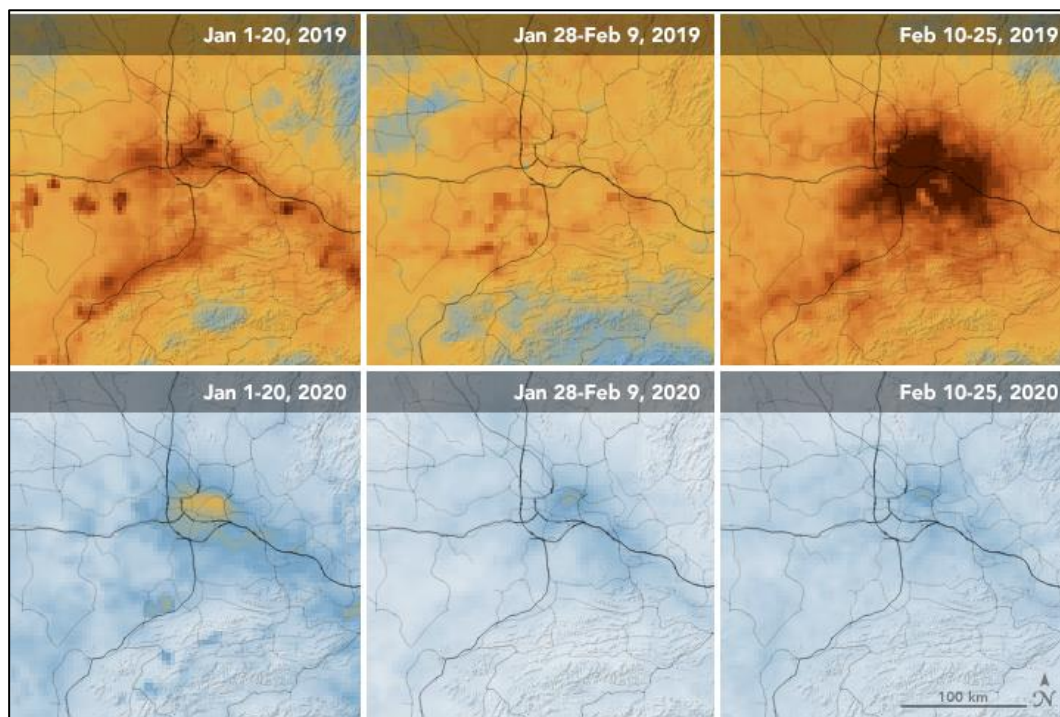 Jan 1-20, 2019
Jan 28-Feb 9, 2019
Feb 10-25, 2019
Jan 1-20, 2020
Jan 28-Feb 9, 2020
Feb 10-25, 2020
100 km
N